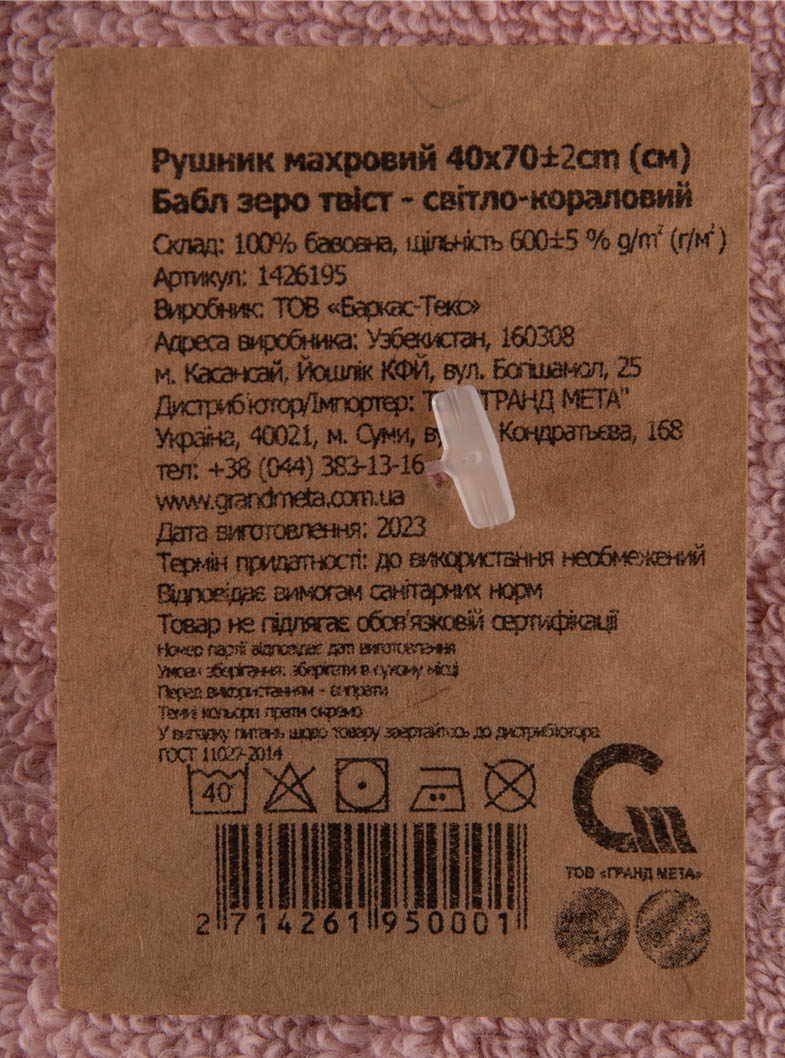 Рушник махровий 40х70±2cm (см)
Бабл зеро твіст - світло-кораловий
Склад: 100% бавовна, щільність 600±5 % g/m² (г/м²)
Артикул: 1426195
Виробник: ТОВ «Баркас-Текс»
Адреса виробника: Узбекистан, 160308
м. Касансай, Йошлік КФЙ, вул. Богішамол, 25
Дистриб'ютор/Імпортер: "ГРАНД МЕТА"
Україна, 40021, м. Суми, Кондратьєва, 168
тел: +38 (044) 383-13-16
www.grandmeta.com.ua
Дата виготовлення: 2023
Термін придатності: до використання необмежений
Відповідає вимогам санітарних норм
Товар не підлягає обов'язковій сертифікації
Номер партії відповідає даті виготовлення
Умови зберігання: зберігати в сухому місці
Перед використанням - випрати
Темні кольори прати окремо
У випадку питань щодо товару звертайтесь до дистриб'ютора
ГОСТ 11027-2014
40°
2 714261 950001
ТОВ «ГРАНД МЕТА»